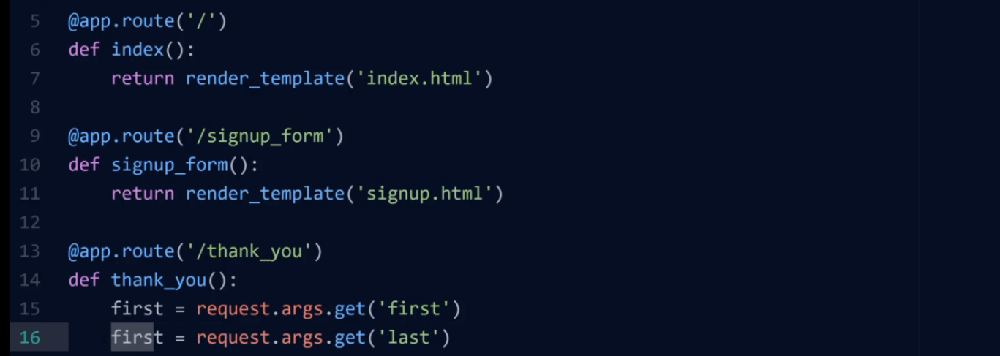 5 @app.route('/')
6 def index():
7     return render_template('index.html')
8
9 @app.route('/signup_form')
10 def signup_form():
11     return render_template('signup.html')
12
13 @app.route('/thank_you')
14 def thank_you():
15     first = request.args.get('first')
16     first = request.args.get('last')